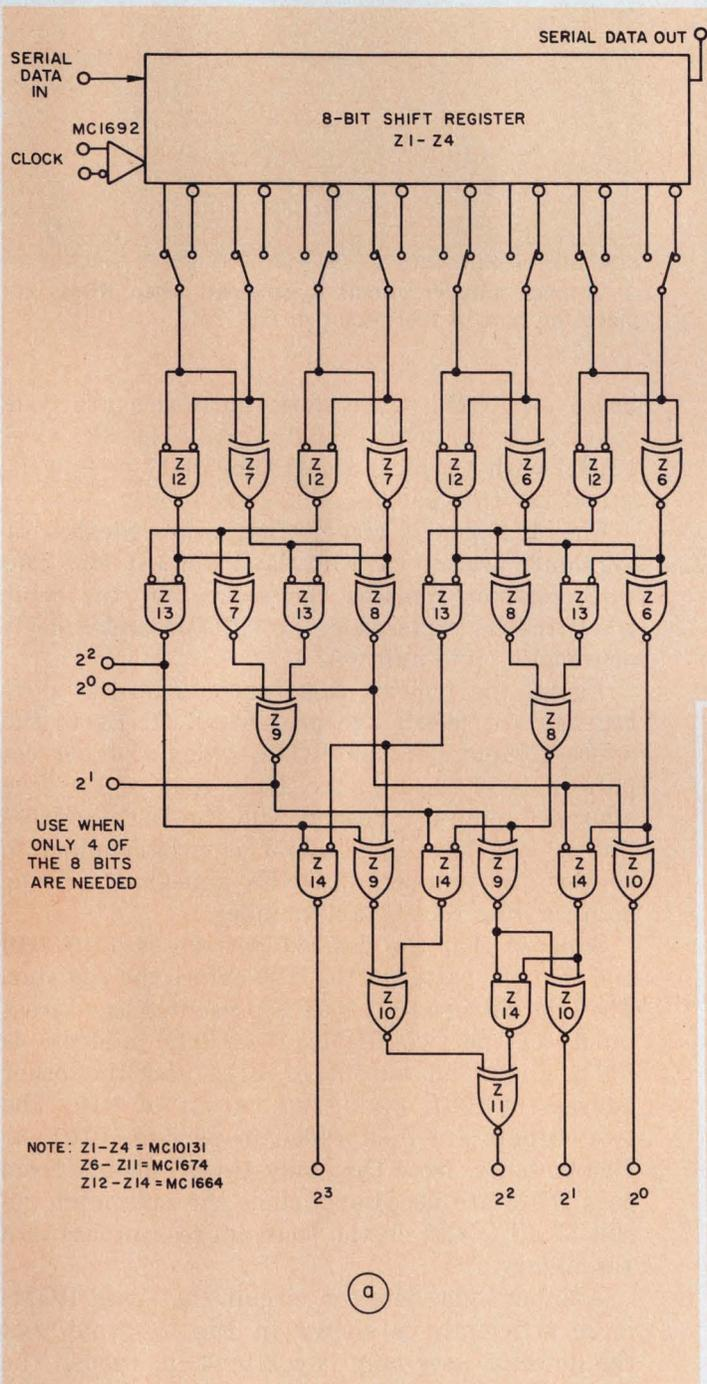 SERIAL DATA OUT
SERIAL
DATA
IN
MC1692
CLOCK
8-BIT SHIFT REGISTER
Z1-Z4
Z
12
Z
7
Z
12
Z
7
Z
12
Z
6
Z
12
Z
6
Z
13
Z
7
Z
13
Z
8
Z
13
Z
8
Z
13
Z
6
2²
2⁰
Z
9
Z
8
2¹
USE WHEN
ONLY 4 OF
THE 8 BITS
ARE NEEDED
Z
14
Z
9
Z
14
Z
9
Z
14
Z
10
Z
10
Z
14
Z
10
Z
11
NOTE: Z1-Z4 = MC10131
Z6-Z11=MC1674
Z12-Z14=MC1664
2³ 2² 2¹ 2⁰
a